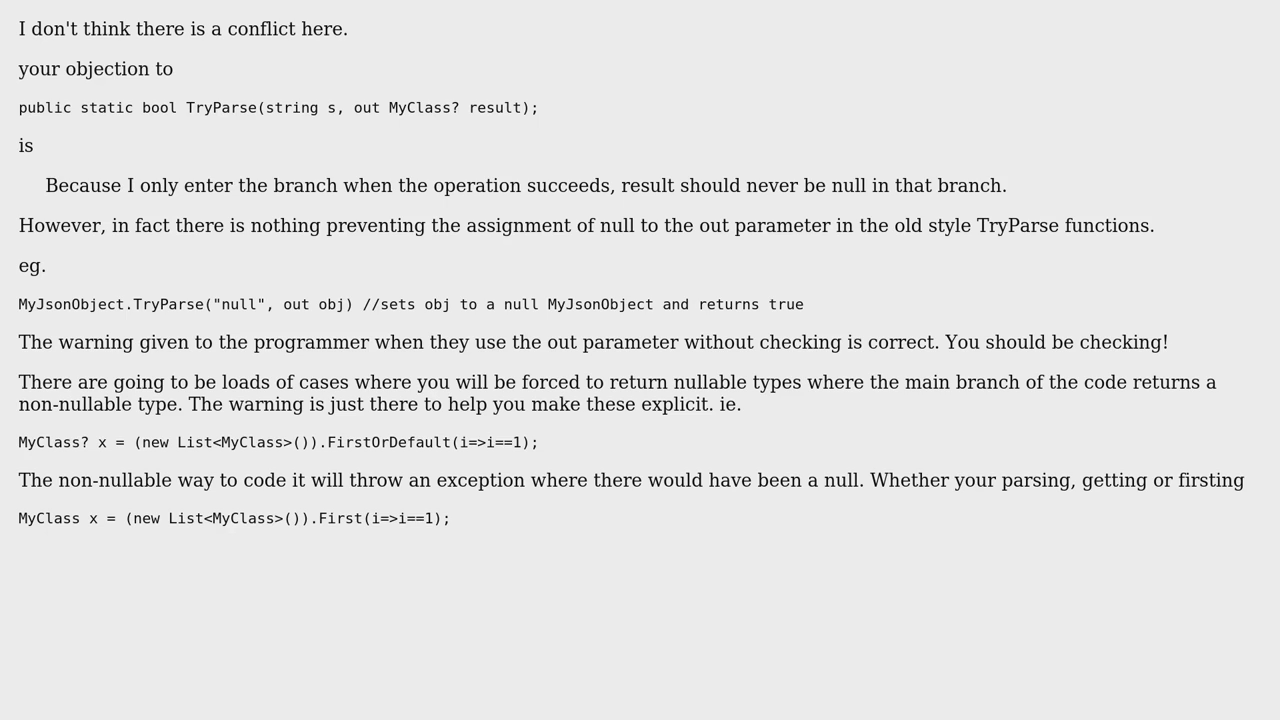 I don't think there is a conflict here.
your objection to
public static bool TryParse(string s, out MyClass? result);
is
Because I only enter the branch when the operation succeeds, result should never be null in that branch.
However, in fact there is nothing preventing the assignment of null to the out parameter in the old style TryParse functions.
eg.
MyJsonObject.TryParse("null", out obj) //sets obj to a null MyJsonObject and returns true
The warning given to the programmer when they use the out parameter without checking is correct. You should be checking!
There are going to be loads of cases where you will be forced to return nullable types where the main branch of the code returns a
non-nullable type. The warning is just there to help you make these explicit. ie.
MyClass? x = (new List<MyClass>()).FirstOrDefault(i=>i==1);
The non-nullable way to code it will throw an exception where there would have been a null. Whether your parsing, getting or firsting
MyClass x = (new List<MyClass>()).First(i=>i==1);